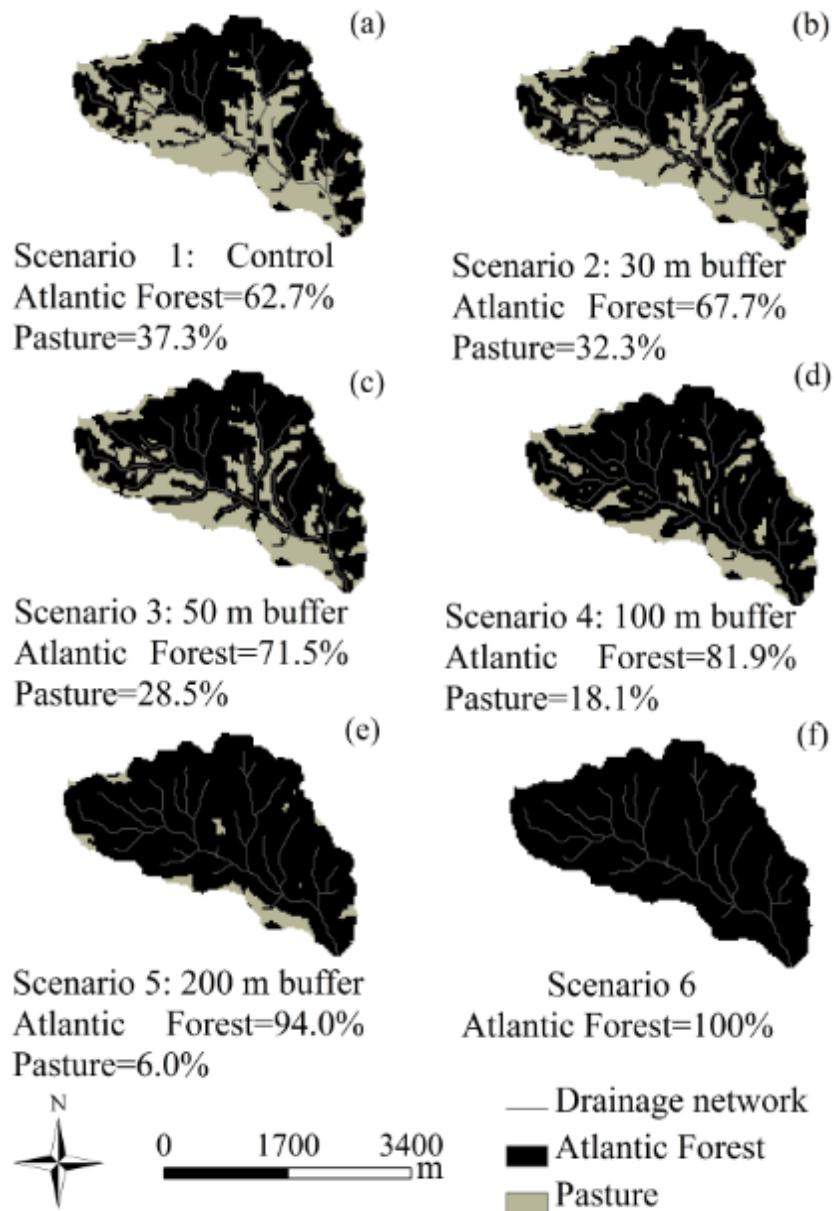 (a)
(b)
Scenario 1: Control
Atlantic Forest=62.7%
Pasture=37.3%
Scenario 2: 30 m buffer
Atlantic Forest=67.7%
Pasture=32.3%
(c)
(d)
Scenario 3: 50 m buffer
Atlantic Forest=71.5%
Pasture=28.5%
Scenario 4: 100 m buffer
Atlantic Forest=81.9%
Pasture=18.1%
(e)
(f)
Scenario 5: 200 m buffer
Atlantic Forest=94.0%
Pasture=6.0%
Scenario 6
Atlantic Forest=100%
N
0 1700 3400
m
Drainage network
Atlantic Forest
Pasture